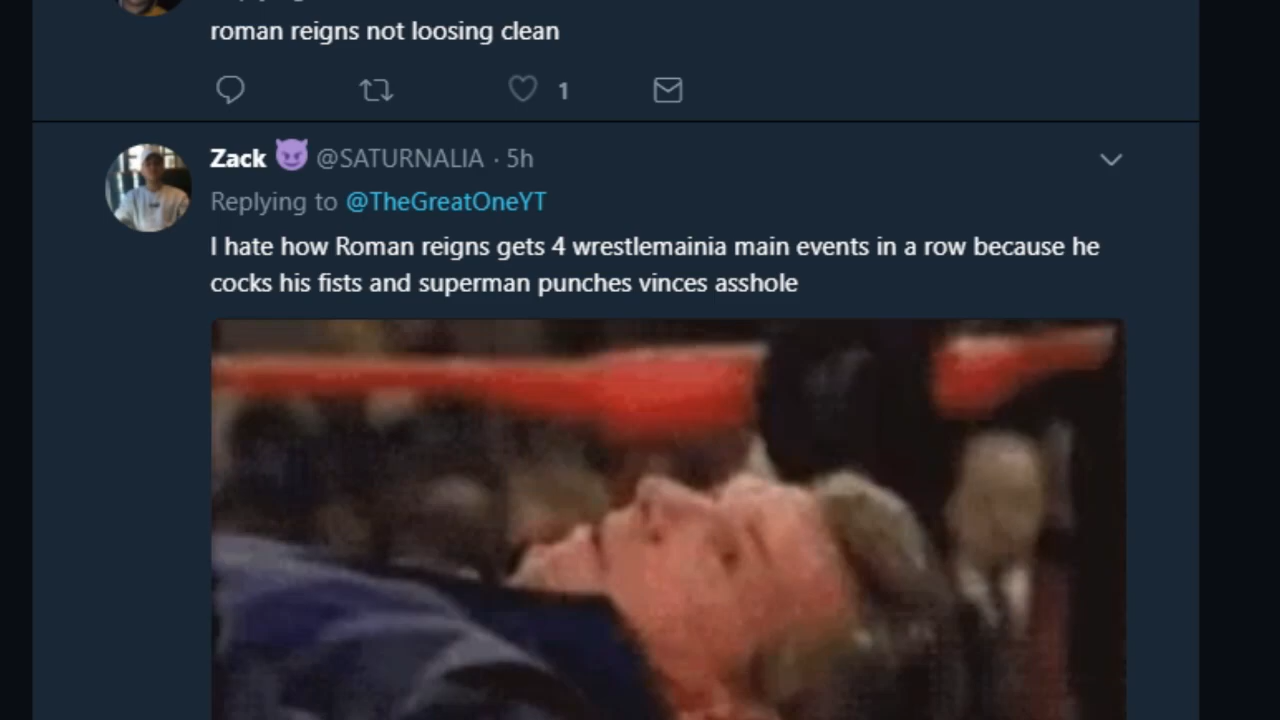 roman reigns not loosing clean
1
Zack 😈 @SATURNALIA · 5h
Replying to @TheGreatOneYT
I hate how Roman reigns gets 4 wrestlemainia main events in a row because he
cocks his fists and superman punches vinces asshole